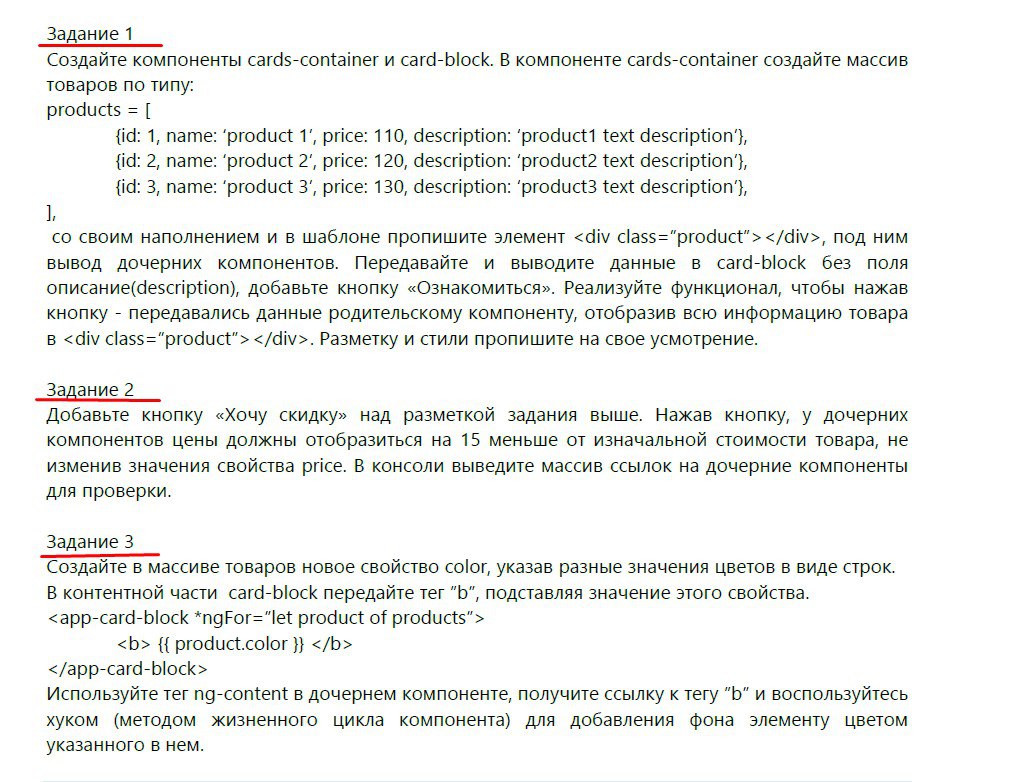 Задание 1
Создайте компоненты cards-container и card-block. В компоненте cards-container создайте массив
товаров по типу:
products = [
{id: 1, name: ‘product 1’, price: 110, description: ‘product1 text description’},
{id: 2, name: ‘product 2’, price: 120, description: ‘product2 text description’},
{id: 3, name: ‘product 3’, price: 130, description: ‘product3 text description’},
],
со своим наполнением и в шаблоне пропишите элемент <div class=”product”></div>, под ним
вывод дочерних компонентов. Передавайте и выводите данные в card-block без поля
описание(description), добавьте кнопку «Ознакомиться». Реализуйте функционал, чтобы нажав
кнопку - передавались данные родительскому компоненту, отобразив всю информацию товара
в <div class=“product”></div>. Разметку и стили пропишите на свое усмотрение.
Задание 2
Добавьте кнопку «Хочу скидку» над разметкой задания выше. Нажав кнопку, у дочерних
компонентов цены должны отобразиться на 15 меньше от изначальной стоимости товара, не
изменив значения свойства price. В консоли выведите массив ссылок на дочерние компоненты
для проверки.
Задание 3
Создайте в массиве товаров новое свойство color, указав разные значения цветов в виде строк.
В контентной части card-block передайте тег ”b”, подставляя значение этого свойства.
<app-card-block *ngFor=”let product of products”>
<b> {{ product.color }} </b>
</app-card-block>
Используйте тег ng-content в дочернем компоненте, получите ссылку к тегу ”b” и воспользуйтесь
хуком (методом жизненного цикла компонента) для добавления фона элементу цветом
указанного в нем.